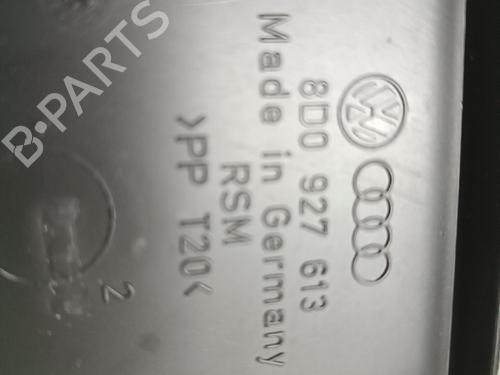 8D0 927 613
Made in Germany
RSM
>PP T20<
2
B-PARTS